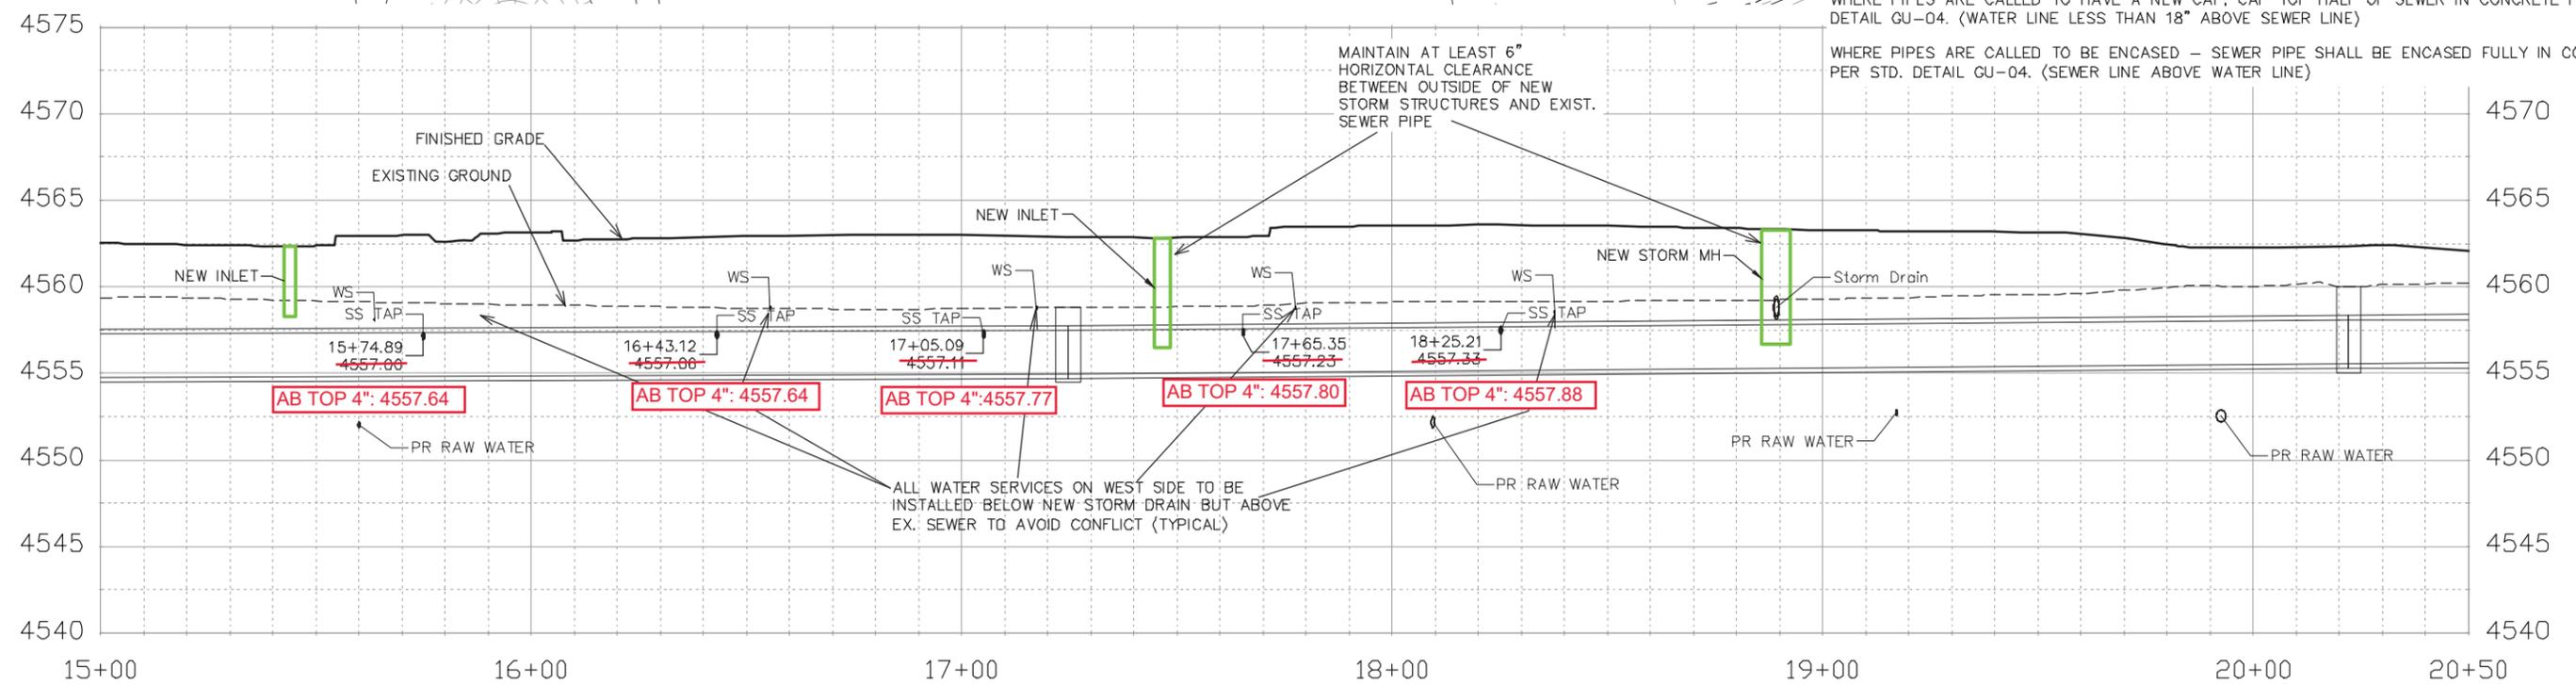 WHERE PIPES ARE CALLED TO HAVE A NEW CAP, CAP TOP HALF OF SEWER IN CONCRETE
DETAIL GU-04. (WATER LINE LESS THAN 18" ABOVE SEWER LINE)
WHERE PIPES ARE CALLED TO BE ENCASED – SEWER PIPE SHALL BE ENCASED FULLY IN CO
PER STD. DETAIL GU-04. (SEWER LINE ABOVE WATER LINE)
4575
4570
4565
4560
4555
4550
4545
4540
MAINTAIN AT LEAST 6"
HORIZONTAL CLEARANCE
BETWEEN OUTSIDE OF NEW
STORM STRUCTURES AND EXIST.
SEWER PIPE
FINISHED GRADE
EXISTING GROUND
NEW INLET
NEW INLET
NEW STORM MH
Storm Drain
WS
SS TAP
15+74.89
4557.00
AB TOP 4": 4557.64
WS
SS TAP
16+43.12
AB TOP 4": 4557.64
WS
SS TAP
17+05.09
4557.11
AB TOP 4":4557.77
WS
SS TAP
17+65.35
4557.23
AB TOP 4": 4557.80
WS
SS TAP
18+25.21
4557.33
AB TOP 4": 4557.88
PR RAW WATER
PR RAW WATER
PR RAW WATER
PR RAW WATER
ALL WATER SERVICES ON WEST SIDE TO BE
INSTALLED BELOW NEW STORM DRAIN BUT ABOVE
EX. SEWER TO AVOID CONFLICT (TYPICAL)
4570
4565
4560
4555
4550
4545
4540
15+00
16+00
17+00
18+00
19+00
20+00
20+50